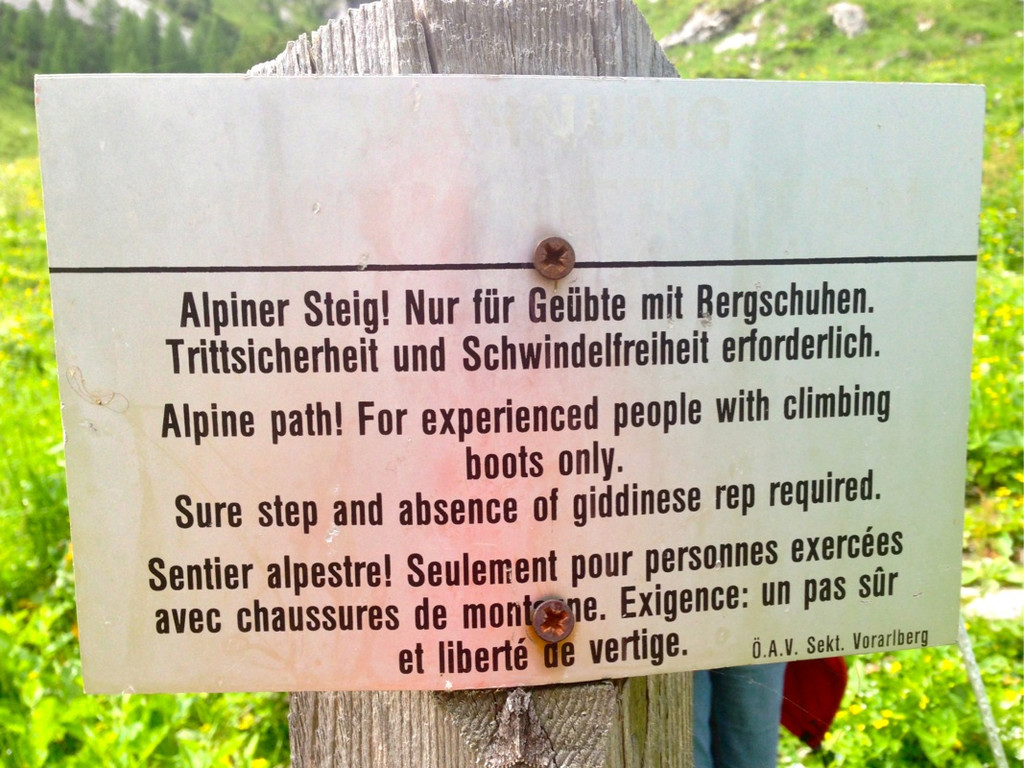 Alpiner Steig! Nur für Geübte mit Bergschuhen.
Trittsicherheit und Schwindelfreiheit erforderlich.
Alpine path! For experienced people with climbing
boots only.
Sure step and absence of giddinese rep required.
Sentier alpestre! Seulement pour personnes exercées
avec chaussures de montagne. Exigence: un pas sûr
et liberté de vertige.
Ö.A.V. Sekt. Vorarlberg